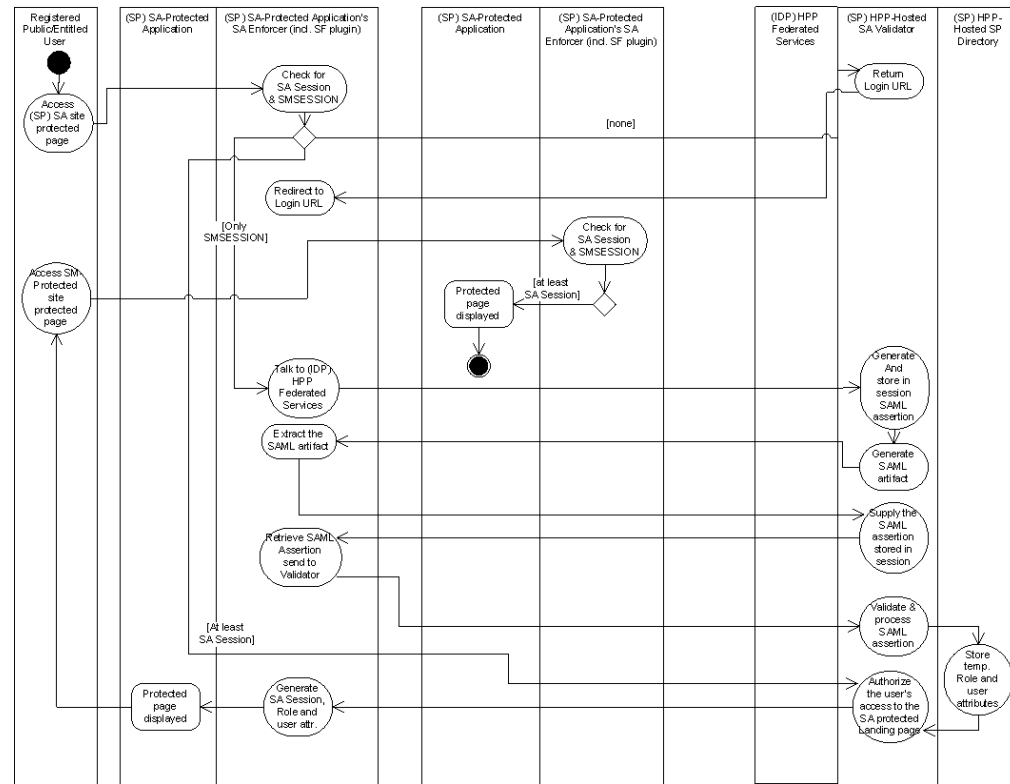 Registered
Public/Entitled
User
(SP) SA-Protected
Application
(SP) SA-Protected Application's
SA Enforcer (incl. SF plugin)
(SP) SA-Protected
Application
(SP) SA-Protected
Application's SA
Enforcer (incl. SF plugin)
(IDP) HPP
Federated
Services
(SP) HPP-Hosted
SA Validator
(SP) HPP-
Hosted SP
Directory
Check for
SA Session
& SMSESSION
Return
Login URL
Access
(SP) SA site
protected
page
[none]
Redirect to
Login URL
[Only
SMSESSION]
Check for
SA Session
& SMSESSION
Access SM-
Protected
site
protected
page
[at least
SA Session]
Protected
page
displayed
Talk to (IDP)
HPP
Federated
Services
Generate
And
store in
session
SAML
assertion
Extract the
SAML artifact
Generate
SAML
artifact
Supply the
SAML
assertion
stored in
session
Retrieve SAML
Assertion
send to
Validator
Validate &
process
SAML
assertion
[At least
SA Session]
Store
temp.
Role and
user
attributes
Protected
page
displayed
Generate
SA Session,
Role and
user attr.
Authorize
the user's
access to the
SA protected
Landing page